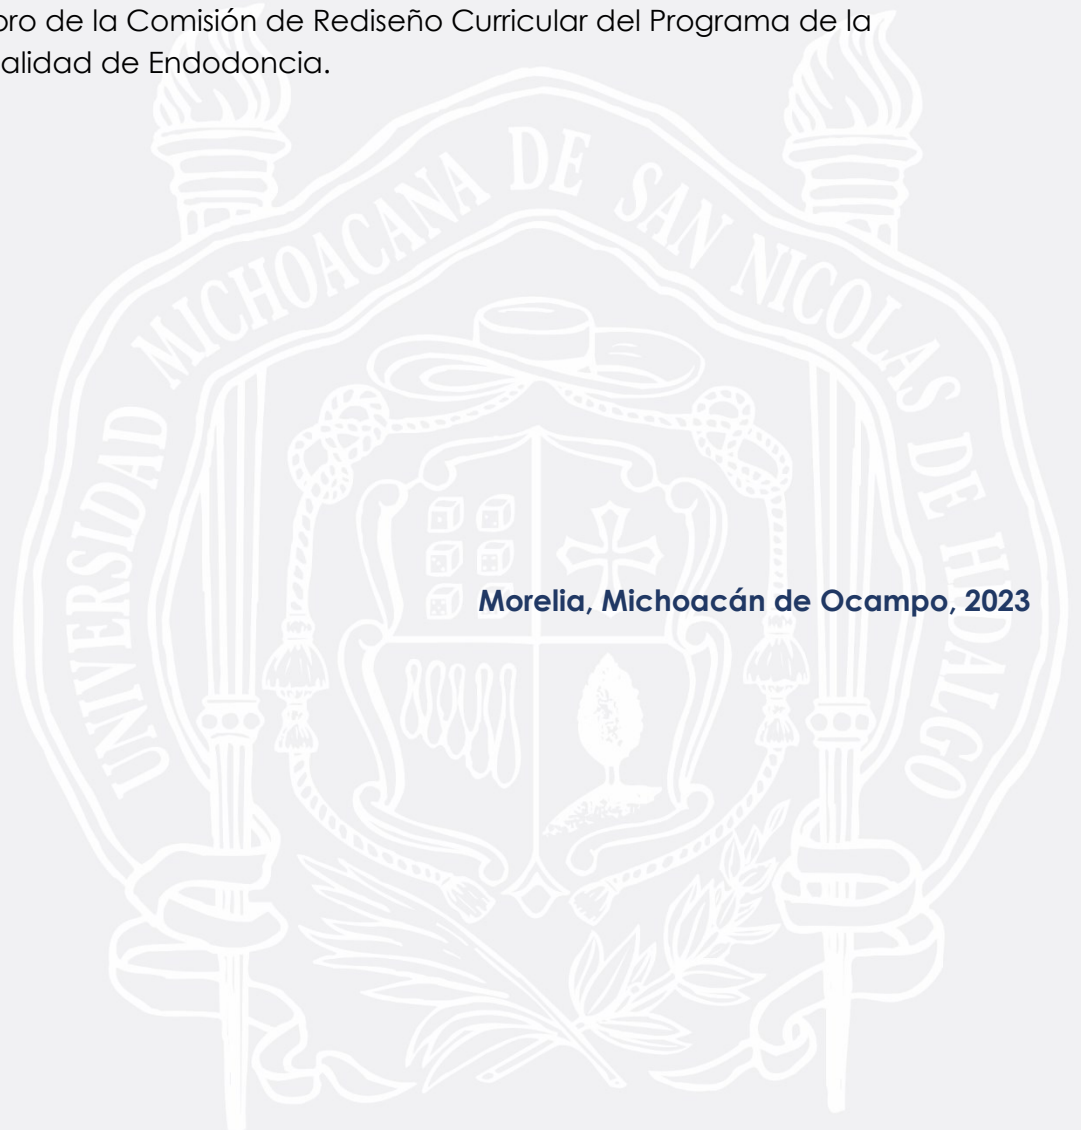 bro de la Comisión de Rediseño Curricular del Programa de la
alidad de Endodoncia.
UNIVERSIDAD MICHOACANA DE SAN NICOLAS DE HIDALGO
Morelia, Michoacán de Ocampo, 2023